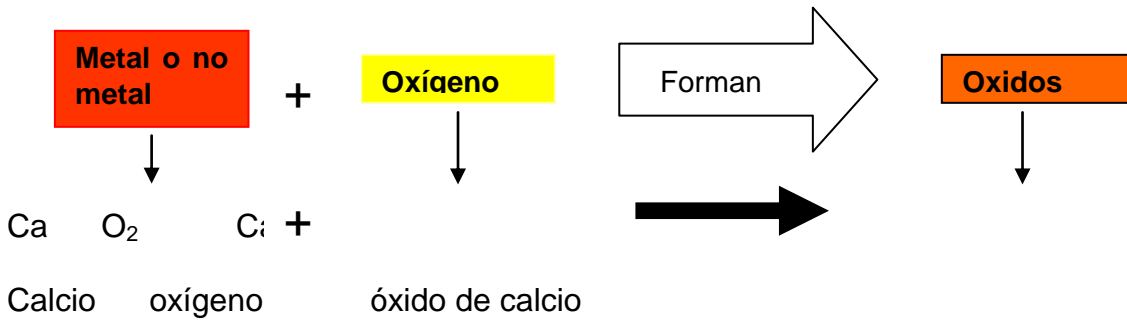 Metal o no
metal
+
Oxígeno
Forman
Oxidos
Ca O₂ +
Calcio oxígeno óxido de calcio